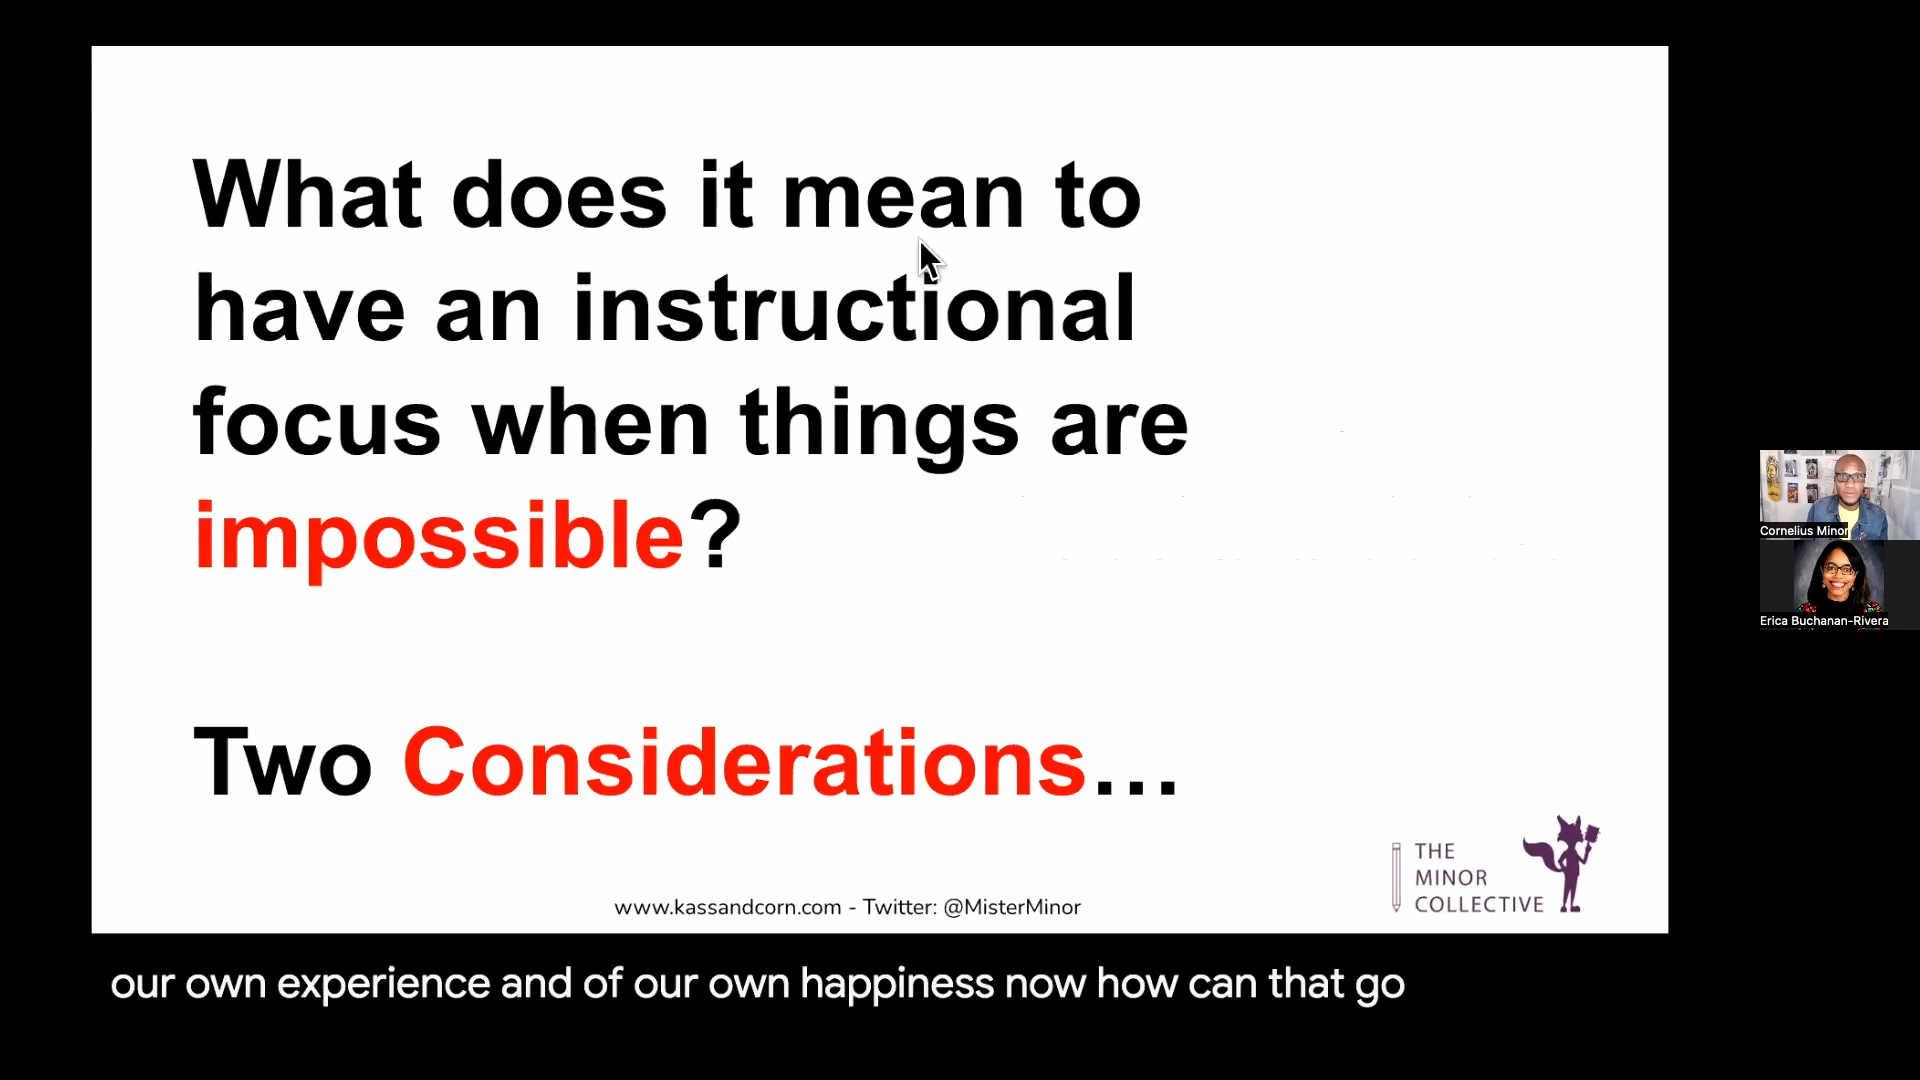 What does it mean to
have an instructional
focus when things are
impossible?
Two Considerations...
www.kassandcorn.com - Twitter: @MisterMinor
THE
MINOR
COLLECTIVE
Cornelius Minor
Erica Buchanan-Rivera
our own experience and of our own happiness now how can that go